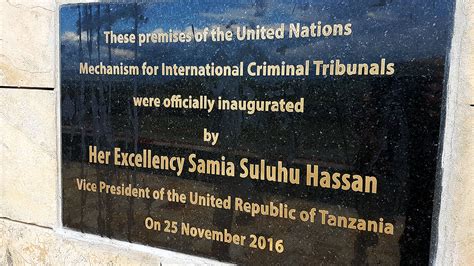 These premises of the United Nations
Mechanism for International Criminal Tribunals
were officially inaugurated
by
Her Excellency Samia Suluhu Hassan
Vice President of the United Republic of Tanzania
On 25 November 2016